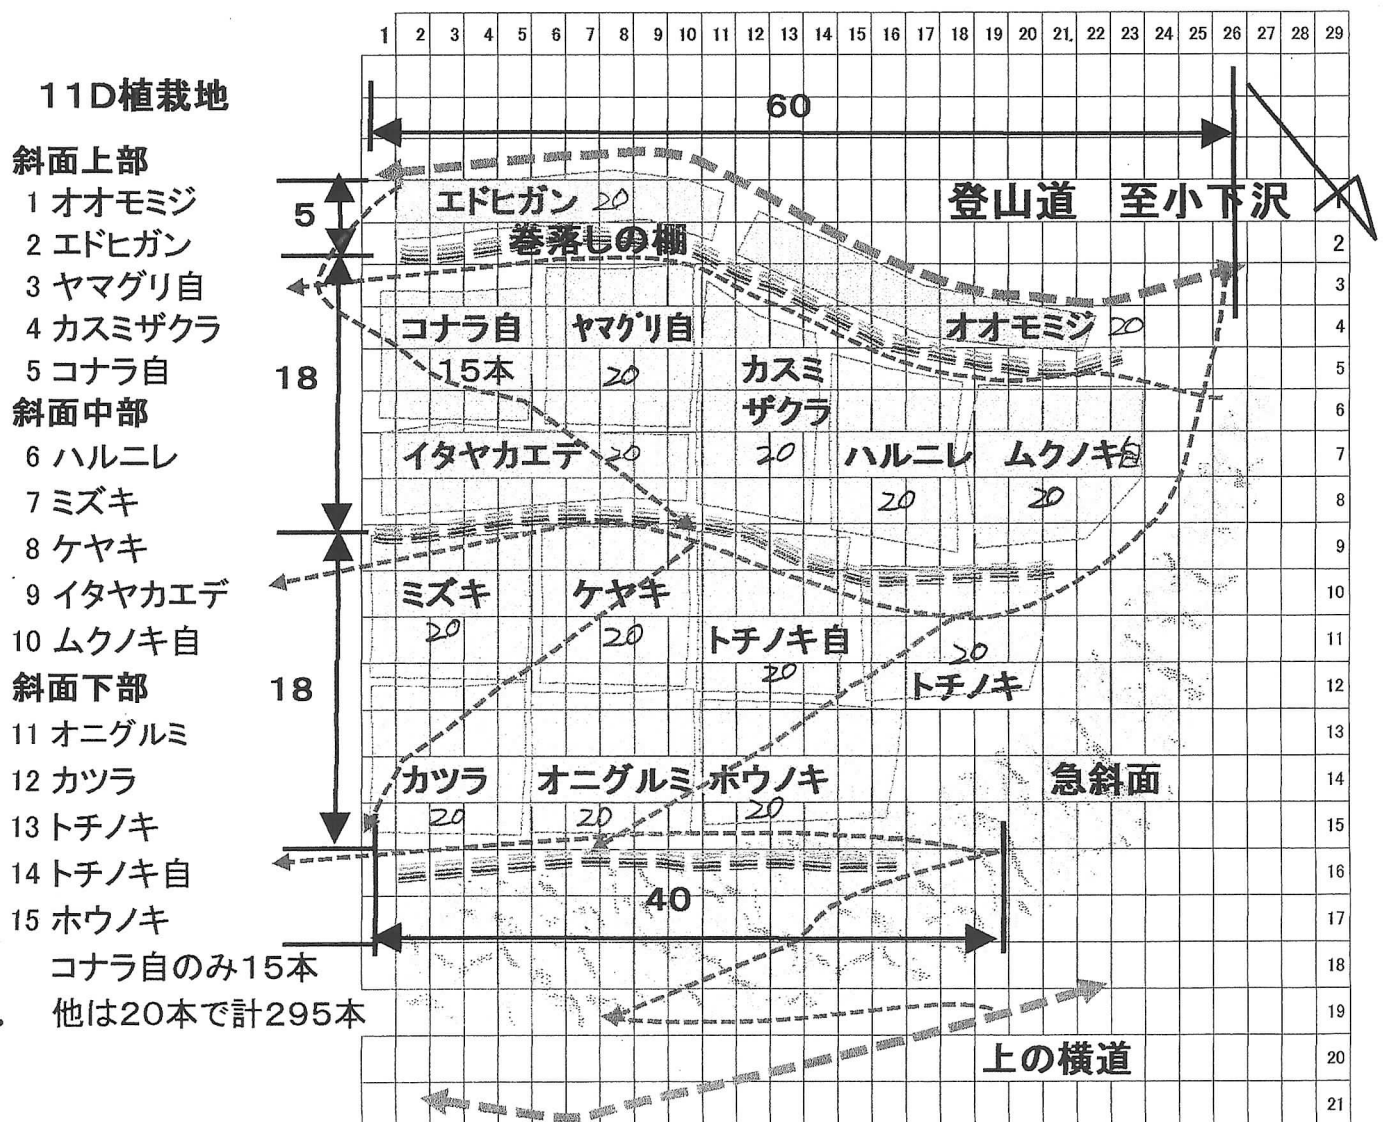 1 2 3 4 5 6 7 8 9 10 11 12 13 14 15 16 17 18 19 20 21. 22 23 24 25 26 27 28 29
11D植栽地
60
斜面上部
1 オオモミジ
2 エドヒガン
3 ヤマグリ自
4 カスミザクラ
5 コナラ自
斜面中部
6 ハルニレ
7 ミズキ
8 ケヤキ
9 イタヤカエデ
10 ムクノキ自
斜面下部
11 オニグルミ
12 カツラ
13 トチノキ
14 トチノキ自
15 ホウノキ
コナラ自のみ15本
他は20本で計295本
5
18
18
エドヒガン 20
登山道 至小下沢
巻落しの棚
オオモミジ 20
コナラ自
15本
ヤマグリ自
20
カスミ
ザクラ
20
イタヤカエデ 20
ハルニレ
20
ムクノキ自
20
ミズキ
20
ケヤキ
20
トチノキ自
20
20
トチノキ
カツラ
20
オニグルミ
20
ホウノキ
20
急斜面
40
上の横道
1
2
3
4
5
6
7
8
9
10
11
12
13
14
15
16
17
18
19
20
21